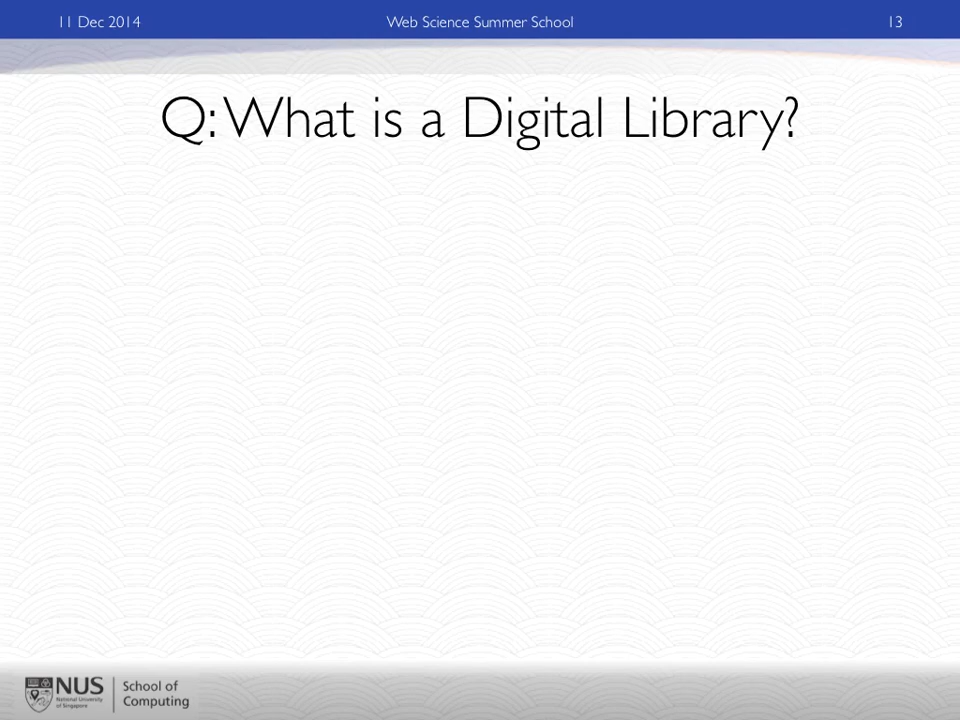 11 Dec 2014
Web Science Summer School
13
Q: What is a Digital Library?
NUS
National University
of Singapore
School of
Computing